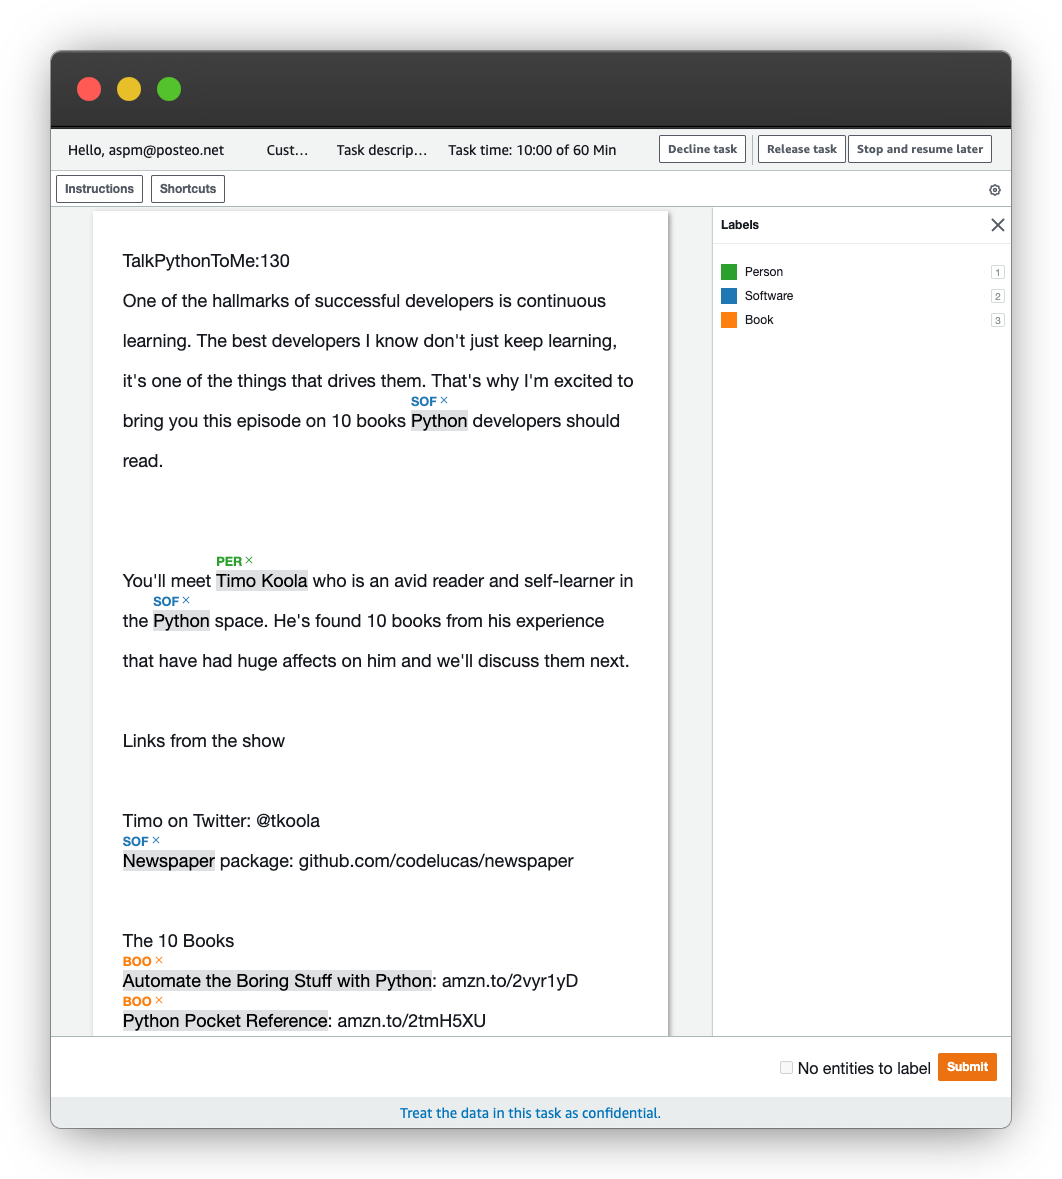 Hello, aspm@posteo.net Cust... Task descrip... Task time: 10:00 of 60 Min Decline task Release task Stop and resume later
Instructions Shortcuts
Labels
Person 1
Software 2
Book 3
TalkPythonToMe:130
One of the hallmarks of successful developers is continuous
learning. The best developers I know don't just keep learning,
it's one of the things that drives them. That's why I'm excited to
SOF ×
bring you this episode on 10 books Python developers should
read.
PER ×
You'll meet Timo Koola who is an avid reader and self-learner in
SOF ×
the Python space. He's found 10 books from his experience
that have had huge affects on him and we'll discuss them next.
Links from the show
Timo on Twitter: @tkoola
SOF ×
Newspaper package: github.com/codelucas/newspaper
The 10 Books
BOO ×
Automate the Boring Stuff with Python: amzn.to/2vyr1yD
BOO ×
Python Pocket Reference: amzn.to/2tmH5XU
No entities to label Submit
Treat the data in this task as confidential.